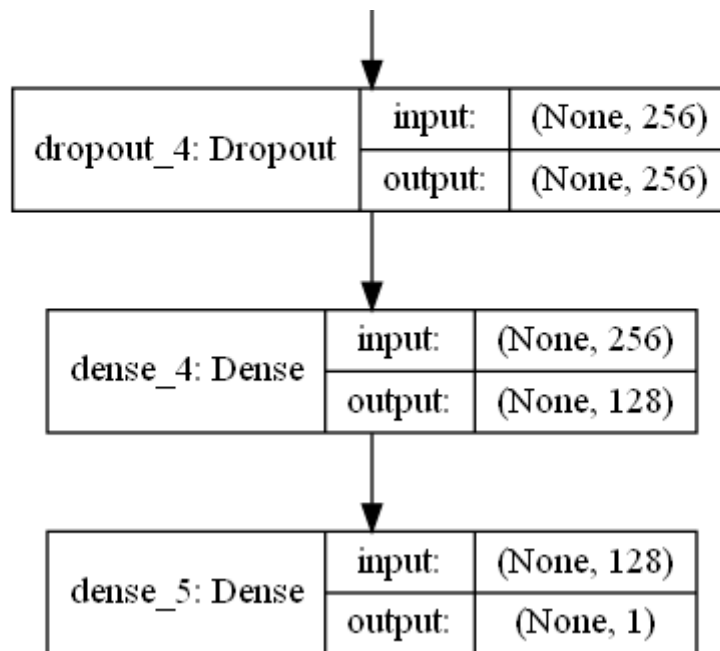 dropout_4: Dropout
input: (None, 256)
output: (None, 256)
dense_4: Dense
input: (None, 256)
output: (None, 128)
dense_5: Dense
input: (None, 128)
output: (None, 1)